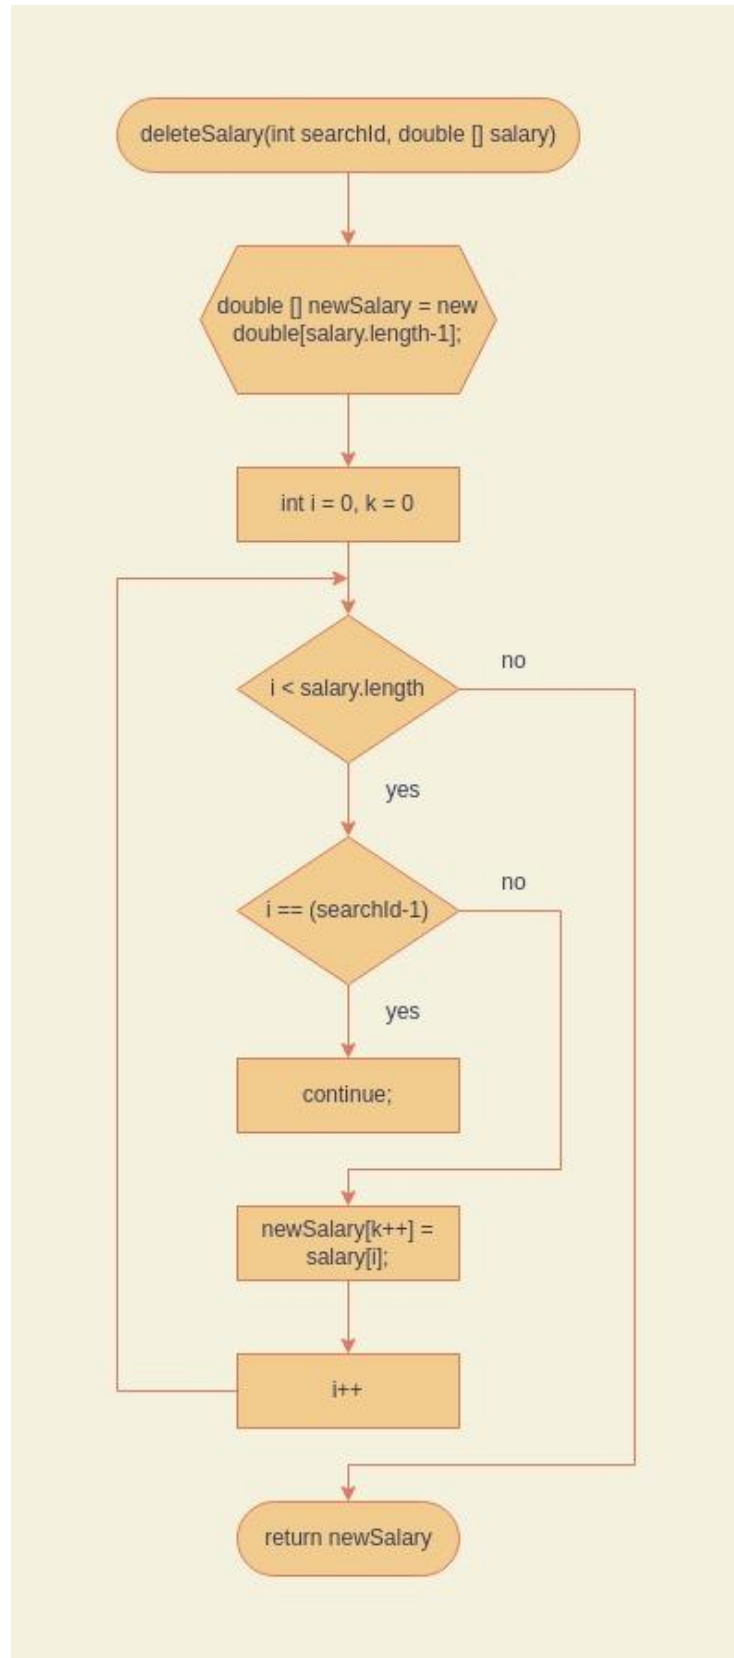 deleteSalary(int searchId, double [] salary)
double [] newSalary = new
double[salary.length-1];
int i = 0, k = 0
i < salary.length
no
yes
i == (searchId-1)
no
yes
continue;
newSalary[k++] =
salary[i];
i++
return newSalary